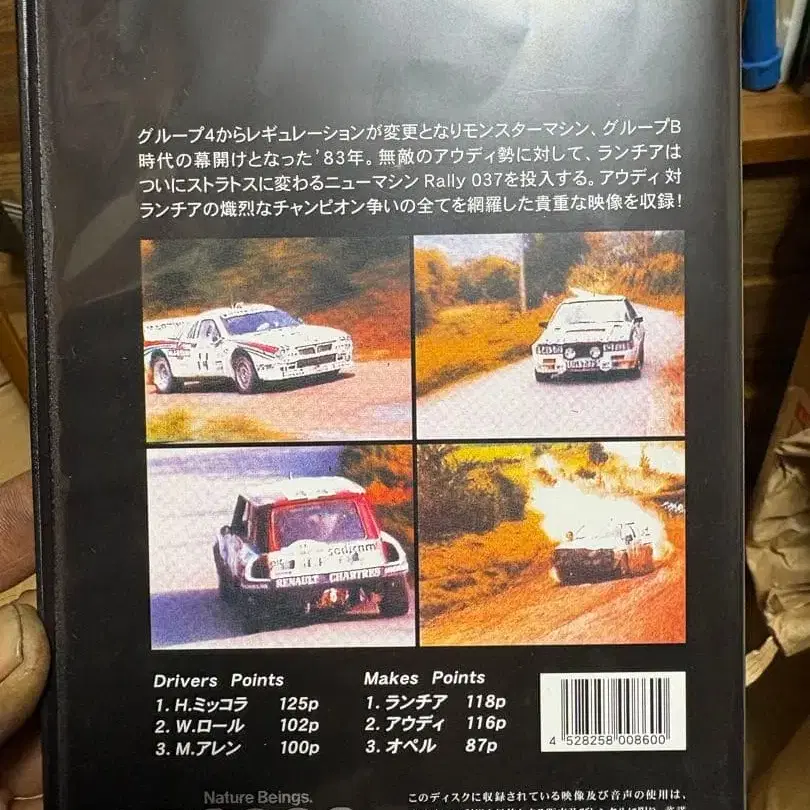 グループ4からレギュレーションが変更となりモンスターマシン、グループB
時代の幕開けとなった'83年。無敵のアウディ勢に対して、ランチアは
ついにストラトスに変わるニューマシン Rally 037を投入する。アウディ対
ランチアの熾烈なチャンピオン争いの全てを網羅した貴重な映像を収録！
14
RENAULT CHARTRES
Drivers Points
1. H.ミッコラ 125p
2. W.ロール 102p
3. M.アレン 100p
Makes Points
1. ランチア 118p
2. アウディ 116p
3. オペル 87p
4 528258 008600
Nature Beings.
このディスクに収録されている映像及び音声の使用は、